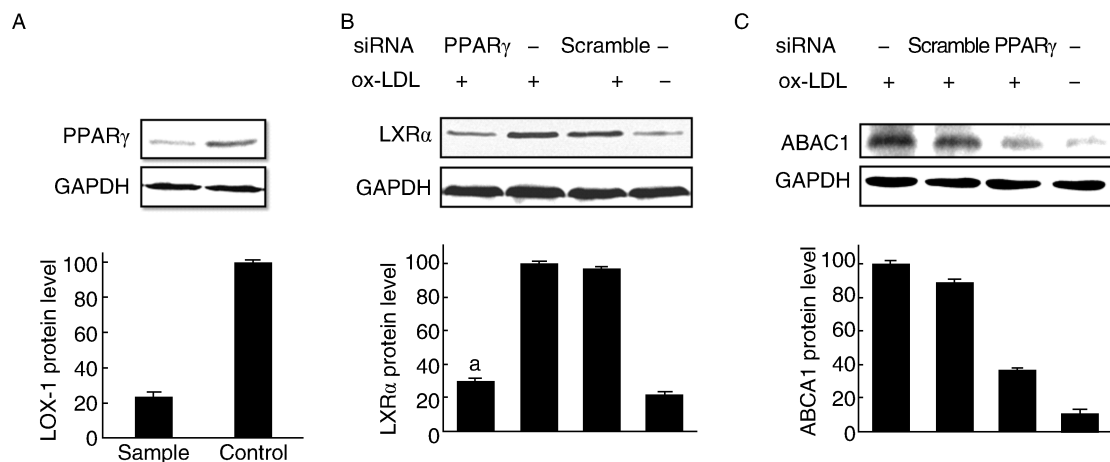 A
PPARγ
GAPDH
LOX-1 protein level
100
80
60
40
20
0
Sample Control
B
siRNA PPARγ – Scramble –
ox-LDL + + + –
LXRα
GAPDH
LXRα protein level
100
80
60
40
20
0
a
C
siRNA – Scramble PPARγ –
ox-LDL + + + –
ABAC1
GAPDH
ABCA1 protein level
100
80
60
40
20
0